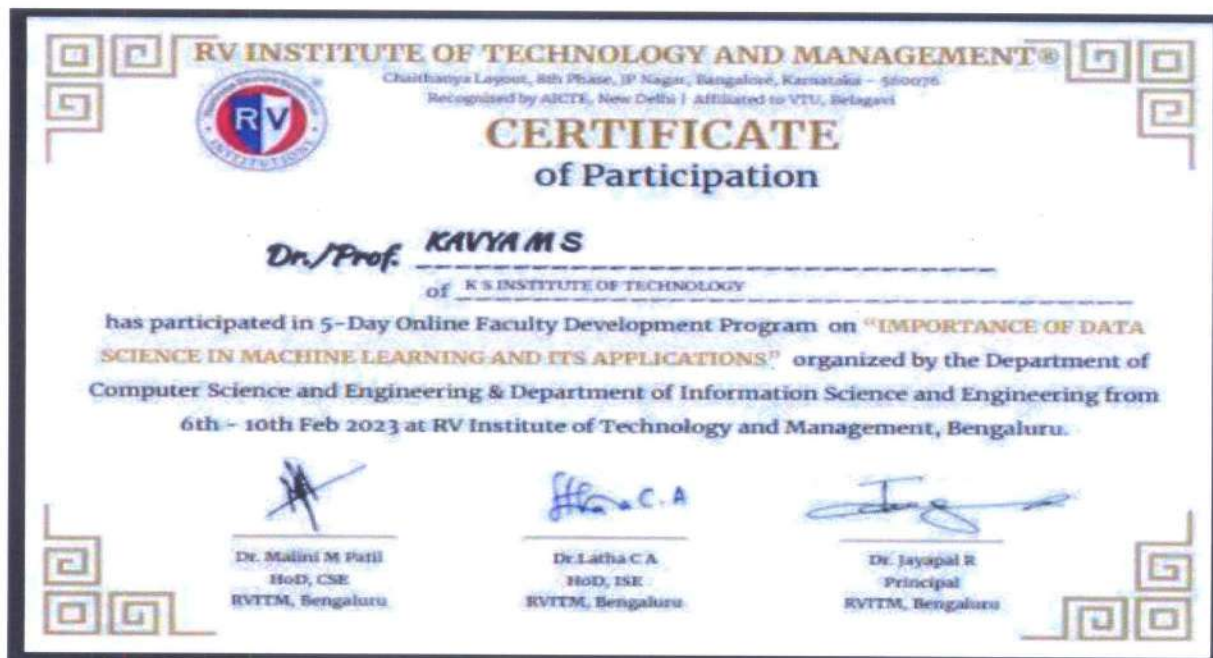 RV INSTITUTE OF TECHNOLOGY AND MANAGEMENT®
Chaithanya Layout, 8th Phase, JP Nagar, Bangalore, Karnataka - 560076
Recognised by AICTE, New Delhi | Affiliated to VTU, Belagavi
RV
INSTITUTIONS
CERTIFICATE
of Participation
Dr./Prof. KAVYA M S
of K S INSTITUTE OF TECHNOLOGY
has participated in 5-Day Online Faculty Development Program on “IMPORTANCE OF DATA
SCIENCE IN MACHINE LEARNING AND ITS APPLICATIONS” organized by the Department of
Computer Science and Engineering & Department of Information Science and Engineering from
6th - 10th Feb 2023 at RV Institute of Technology and Management, Bengaluru.
C.A
Dr. Malini M Patil
HoD, CSE
RVITM, Bengaluru
Dr.Latha C A
HoD, ISE
RVITM, Bengaluru
Dr. Jayapal R
Principal
RVITM, Bengaluru